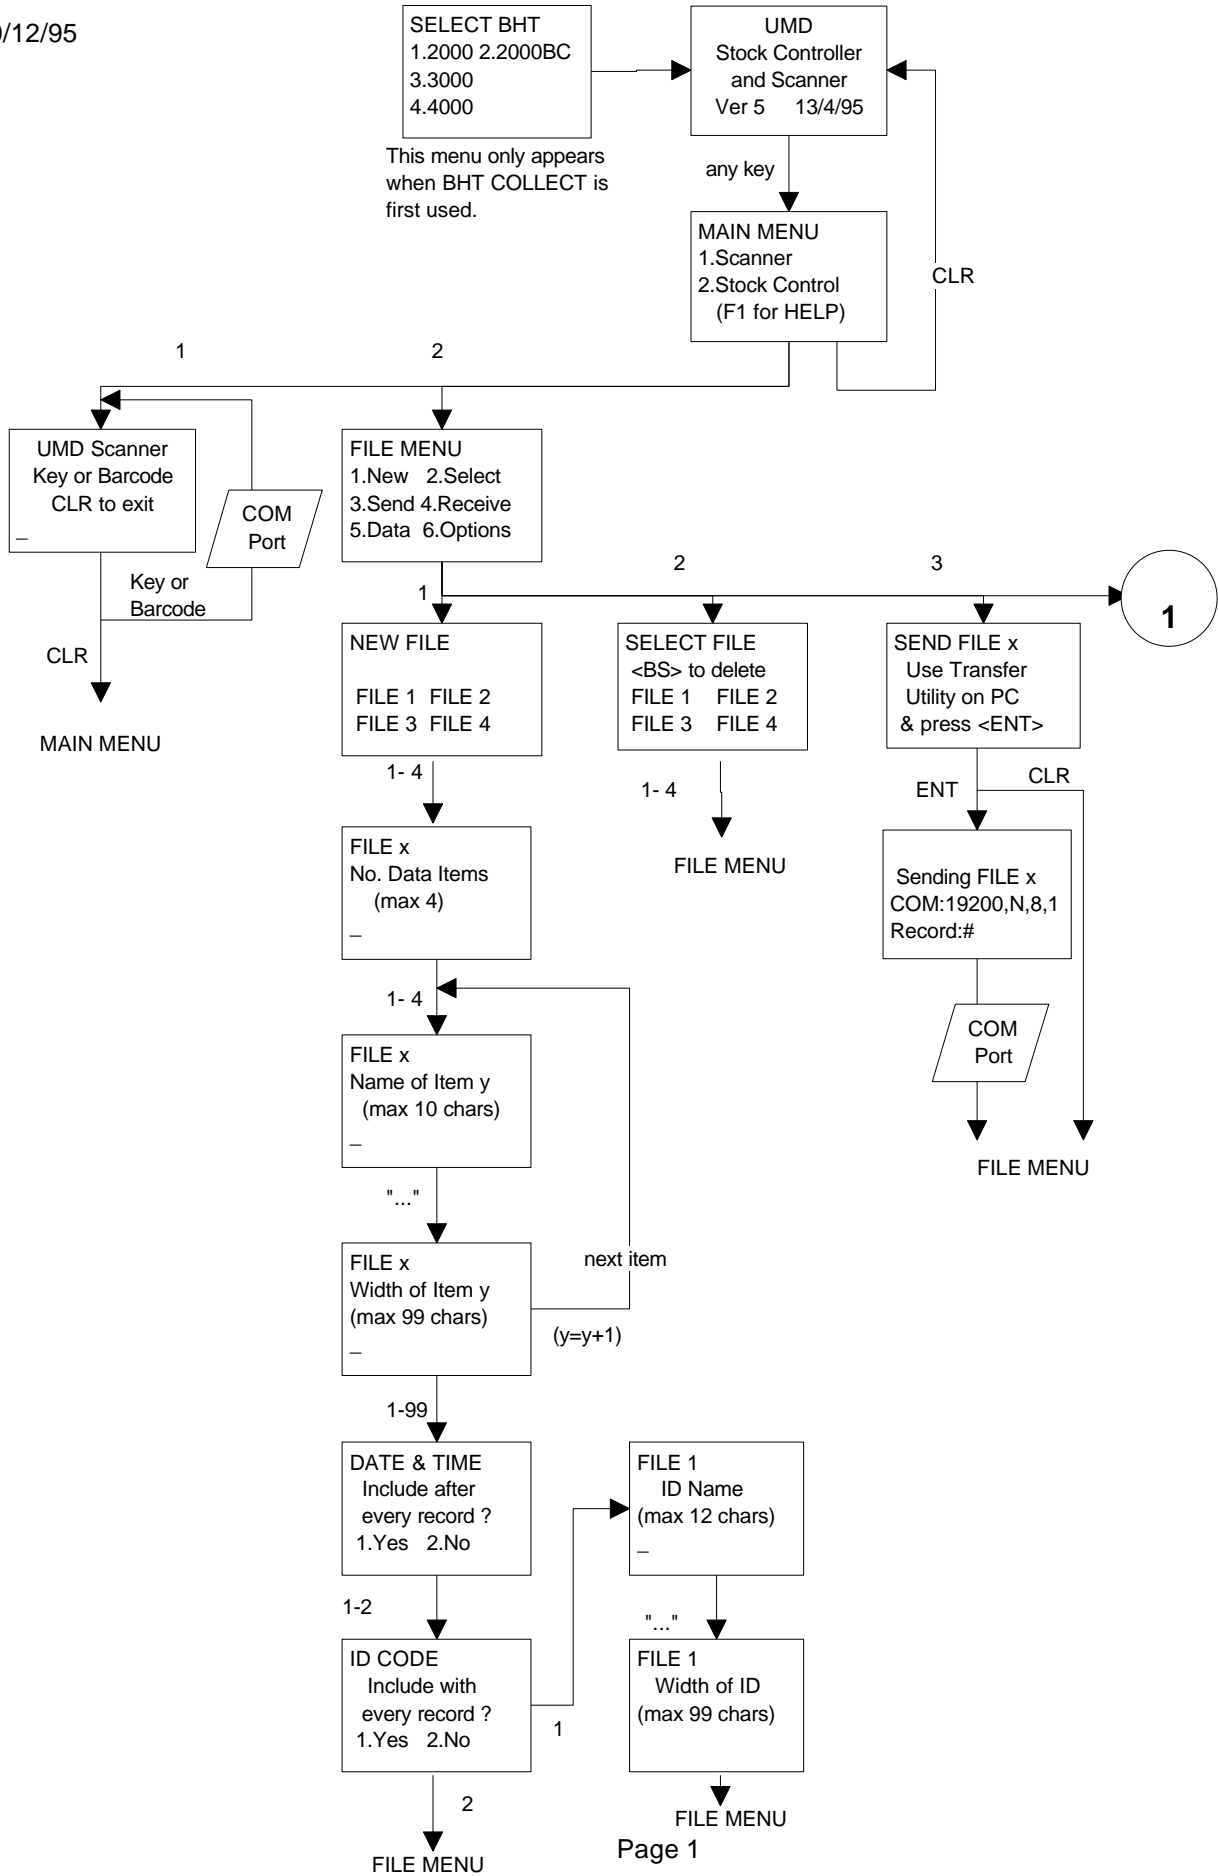 /12/95
SELECT BHT
1.2000 2.2000BC
3.3000
4.4000
This menu only appears
when BHT COLLECT is
first used.
UMD
Stock Controller
and Scanner
Ver 5 13/4/95
any key
MAIN MENU
1.Scanner
2.Stock Control
(F1 for HELP)
CLR
1
2
UMD Scanner
Key or Barcode
CLR to exit
_
COM
Port
Key or
Barcode
CLR
MAIN MENU
FILE MENU
1.New 2.Select
3.Send 4.Receive
5.Data 6.Options
1
2
3
1
NEW FILE
FILE 1 FILE 2
FILE 3 FILE 4
1- 4
SELECT FILE
<BS> to delete
FILE 1 FILE 2
FILE 3 FILE 4
1- 4
FILE MENU
SEND FILE x
Use Transfer
Utility on PC
& press <ENT>
ENT
CLR
Sending FILE x
COM:19200,N,8,1
Record:#
COM
Port
FILE MENU
FILE x
No. Data Items
(max 4)
_
1- 4
FILE x
Name of Item y
(max 10 chars)
_
"..."
FILE x
Width of Item y
(max 99 chars)
_
next item
(y=y+1)
1-99
DATE & TIME
Include after
every record ?
1.Yes 2.No
1-2
ID CODE
Include with
every record ?
1.Yes 2.No
1
2
FILE MENU
FILE 1
ID Name
(max 12 chars)
_
"..."
FILE 1
Width of ID
(max 99 chars)
FILE MENU
Page 1